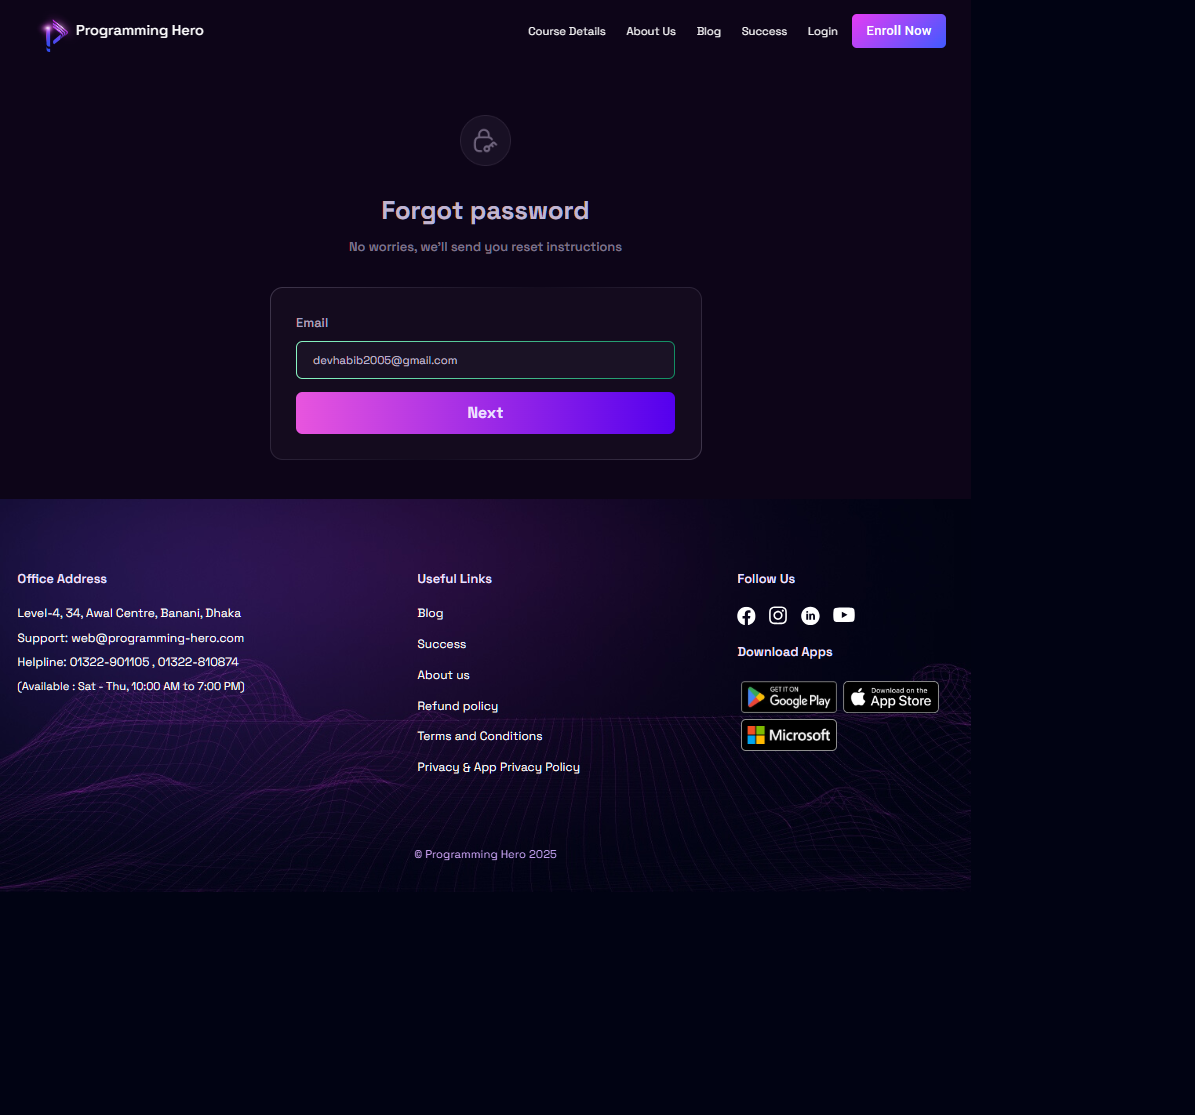 Programming Hero
Course Details
About Us
Blog
Success
Login
Enroll Now
Forgot password
No worries, we'll send you reset instructions
Email
devhabib2005@gmail.com
Next
Office Address
Level-4, 34, Awal Centre, Banani, Dhaka
Support: web@programming-hero.com
Helpline: 01322-901105 , 01322-810874
(Available : Sat - Thu, 10:00 AM to 7:00 PM)
Useful Links
Blog
Success
About us
Refund policy
Terms and Conditions
Privacy & App Privacy Policy
Follow Us
Download Apps
GET IT ON
Google Play
Download on the
App Store
Microsoft
© Programming Hero 2025